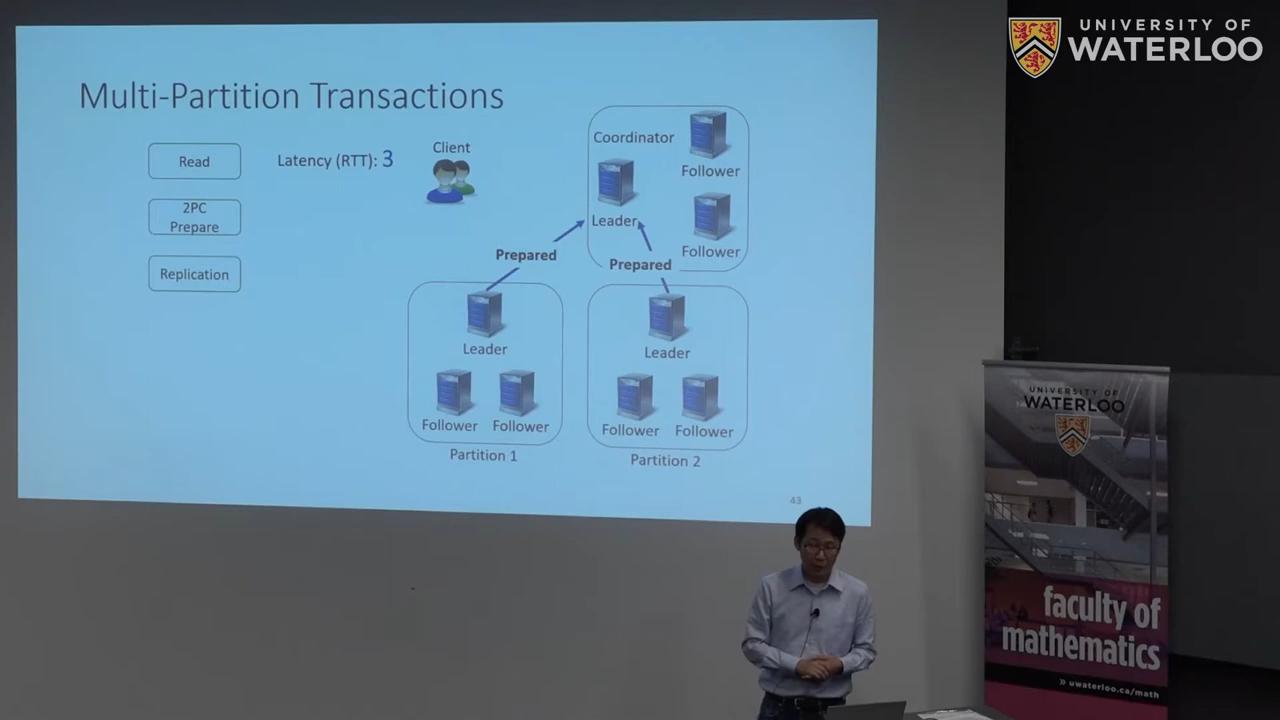 UNIVERSITY OF
WATERLOO
Multi-Partition Transactions
Read
2PC
Prepare
Replication
Latency (RTT): 3
Client
Coordinator
Leader
Follower
Follower
Prepared
Prepared
Leader
Follower
Follower
Partition 1
Leader
Follower
Follower
Partition 2
43
UNIVERSITY OF
WATERLOO
faculty of
mathematics
» uwaterloo.ca/math